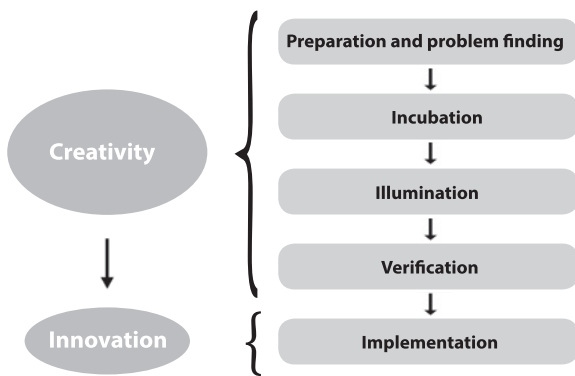 Preparation and problem finding
Incubation
Creativity
Illumination
Verification
Innovation
Implementation